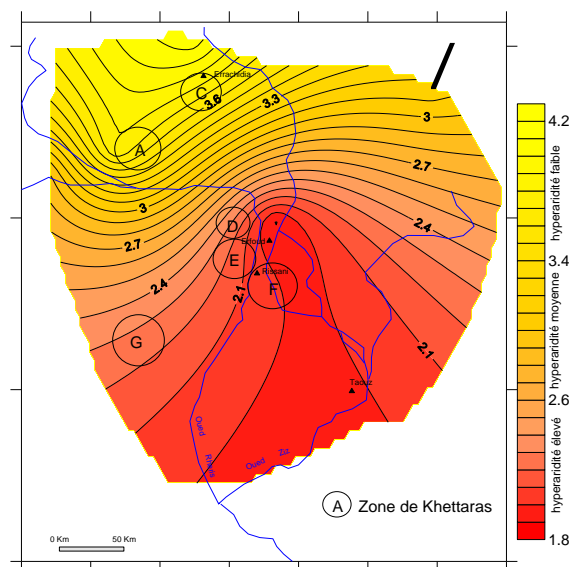 Errachidia
C
3.6
3.3
3
A
2.7
3
2.4
D
2.7
Erfoud
E
Rissani
2.4
2.1
F
G
2.1
Taouz
Oued
Rheris
Oued Ziz
A Zone de Khettaras
0 Km 50 Km
4.2
hyperaridité fable
3.4
hyperaridité moyenne
2.6
hyperaridité élevé
1.8